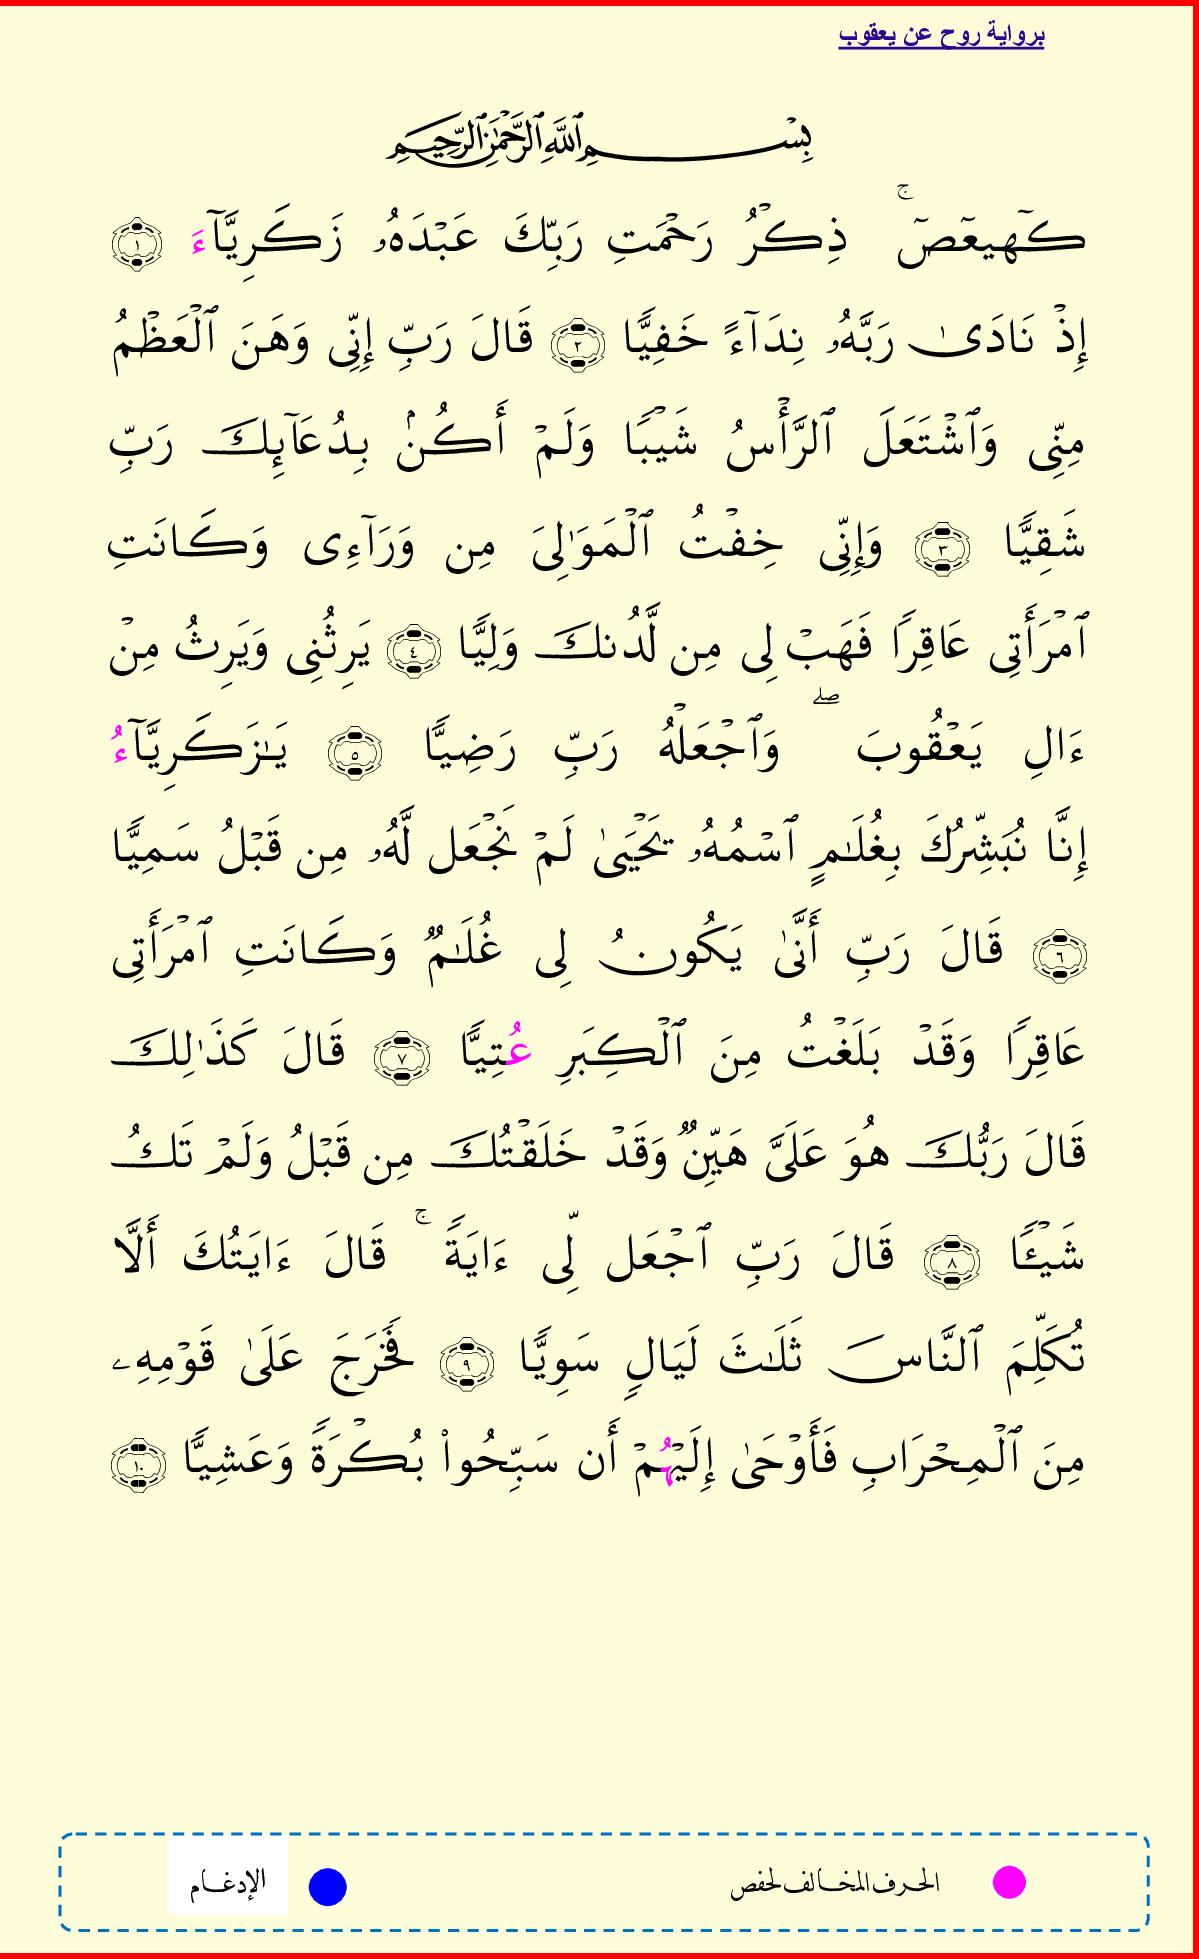 برواية روح عن يعقوب
بِسْمِ ٱللَّهِ ٱلرَّحْمَٰنِ ٱلرَّحِيمِ
كٓهيعٓصٓ ۚ ذِكْرُ رَحْمَتِ رَبِّكَ عَبْدَهُۥ زَكَرِيَّآءَ ١
إِذْ نَادَىٰ رَبَّهُۥ نِدَآءً خَفِيًّا ٢ قَالَ رَبِّ إِنِّى وَهَنَ ٱلْعَظْمُ
مِنِّى وَٱشْتَعَلَ ٱلرَّأْسُ شَيْبًا وَلَمْ أَكُنۢ بِدُعَآئِكَ رَبِّ
شَقِيًّا ٣ وَإِنِّى خِفْتُ ٱلْمَوَٰلِىَ مِن وَرَآءِى وَكَانَتِ
ٱمْرَأَتِى عَاقِرًا فَهَبْ لِى مِن لَّدُنكَ وَلِيًّا ٤ يَرِثُنِى وَيَرِثُ مِنْ
ءَالِ يَعْقُوبَ ۖ وَٱجْعَلْهُ رَبِّ رَضِيًّا ٥ يَٰزَكَرِيَّآءُ
إِنَّا نُبَشِّرُكَ بِغُلَٰمٍ ٱسْمُهُۥ يَحْيَىٰ لَمْ نَجْعَل لَّهُۥ مِن قَبْلُ سَمِيًّا
٦ قَالَ رَبِّ أَنَّىٰ يَكُونُ لِى غُلَٰمٌ وَكَانَتِ ٱمْرَأَتِى
عَاقِرًا وَقَدْ بَلَغْتُ مِنَ ٱلْكِبَرِ عُتِيًّا ٧ قَالَ كَذَٰلِكَ
قَالَ رَبُّكَ هُوَ عَلَىَّ هَيِّنٌ وَقَدْ خَلَقْتُكَ مِن قَبْلُ وَلَمْ تَكُ
شَيْـًٔا ٨ قَالَ رَبِّ ٱجْعَل لِّى ءَايَةً ۚ قَالَ ءَايَتُكَ أَلَّا
تُكَلِّمَ ٱلنَّاسَ ثَلَٰثَ لَيَالٍ سَوِيًّا ٩ فَخَرَجَ عَلَىٰ قَوْمِهِۦ
مِنَ ٱلْمِحْرَابِ فَأَوْحَىٰ إِلَيْهُمْ أَن سَبِّحُوا۟ بُكْرَةً وَعَشِيًّا ١٠
الحرف المخالف لحفص
الإدغام